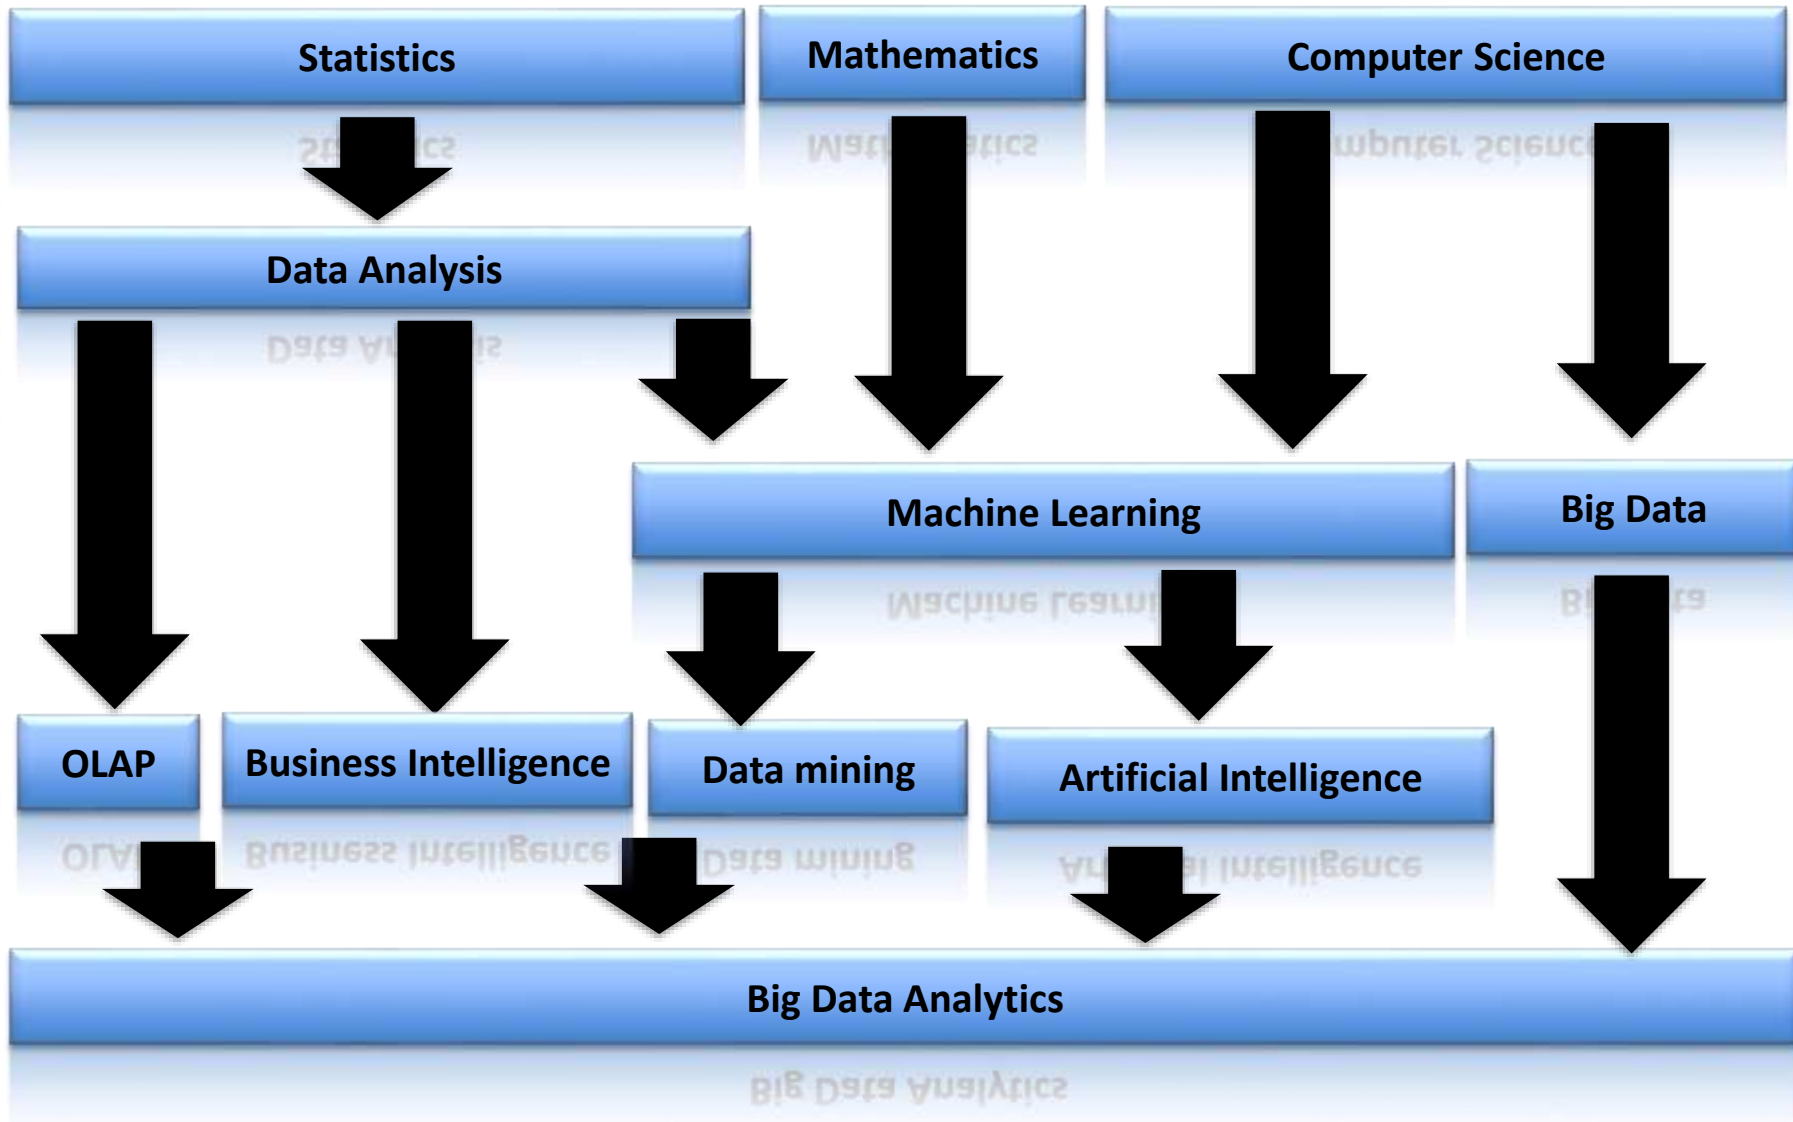 Statistics
Mathematics
Computer Science
Data Analysis
Machine Learning
Big Data
OLAP
Business Intelligence
Data mining
Artificial Intelligence
Big Data Analytics